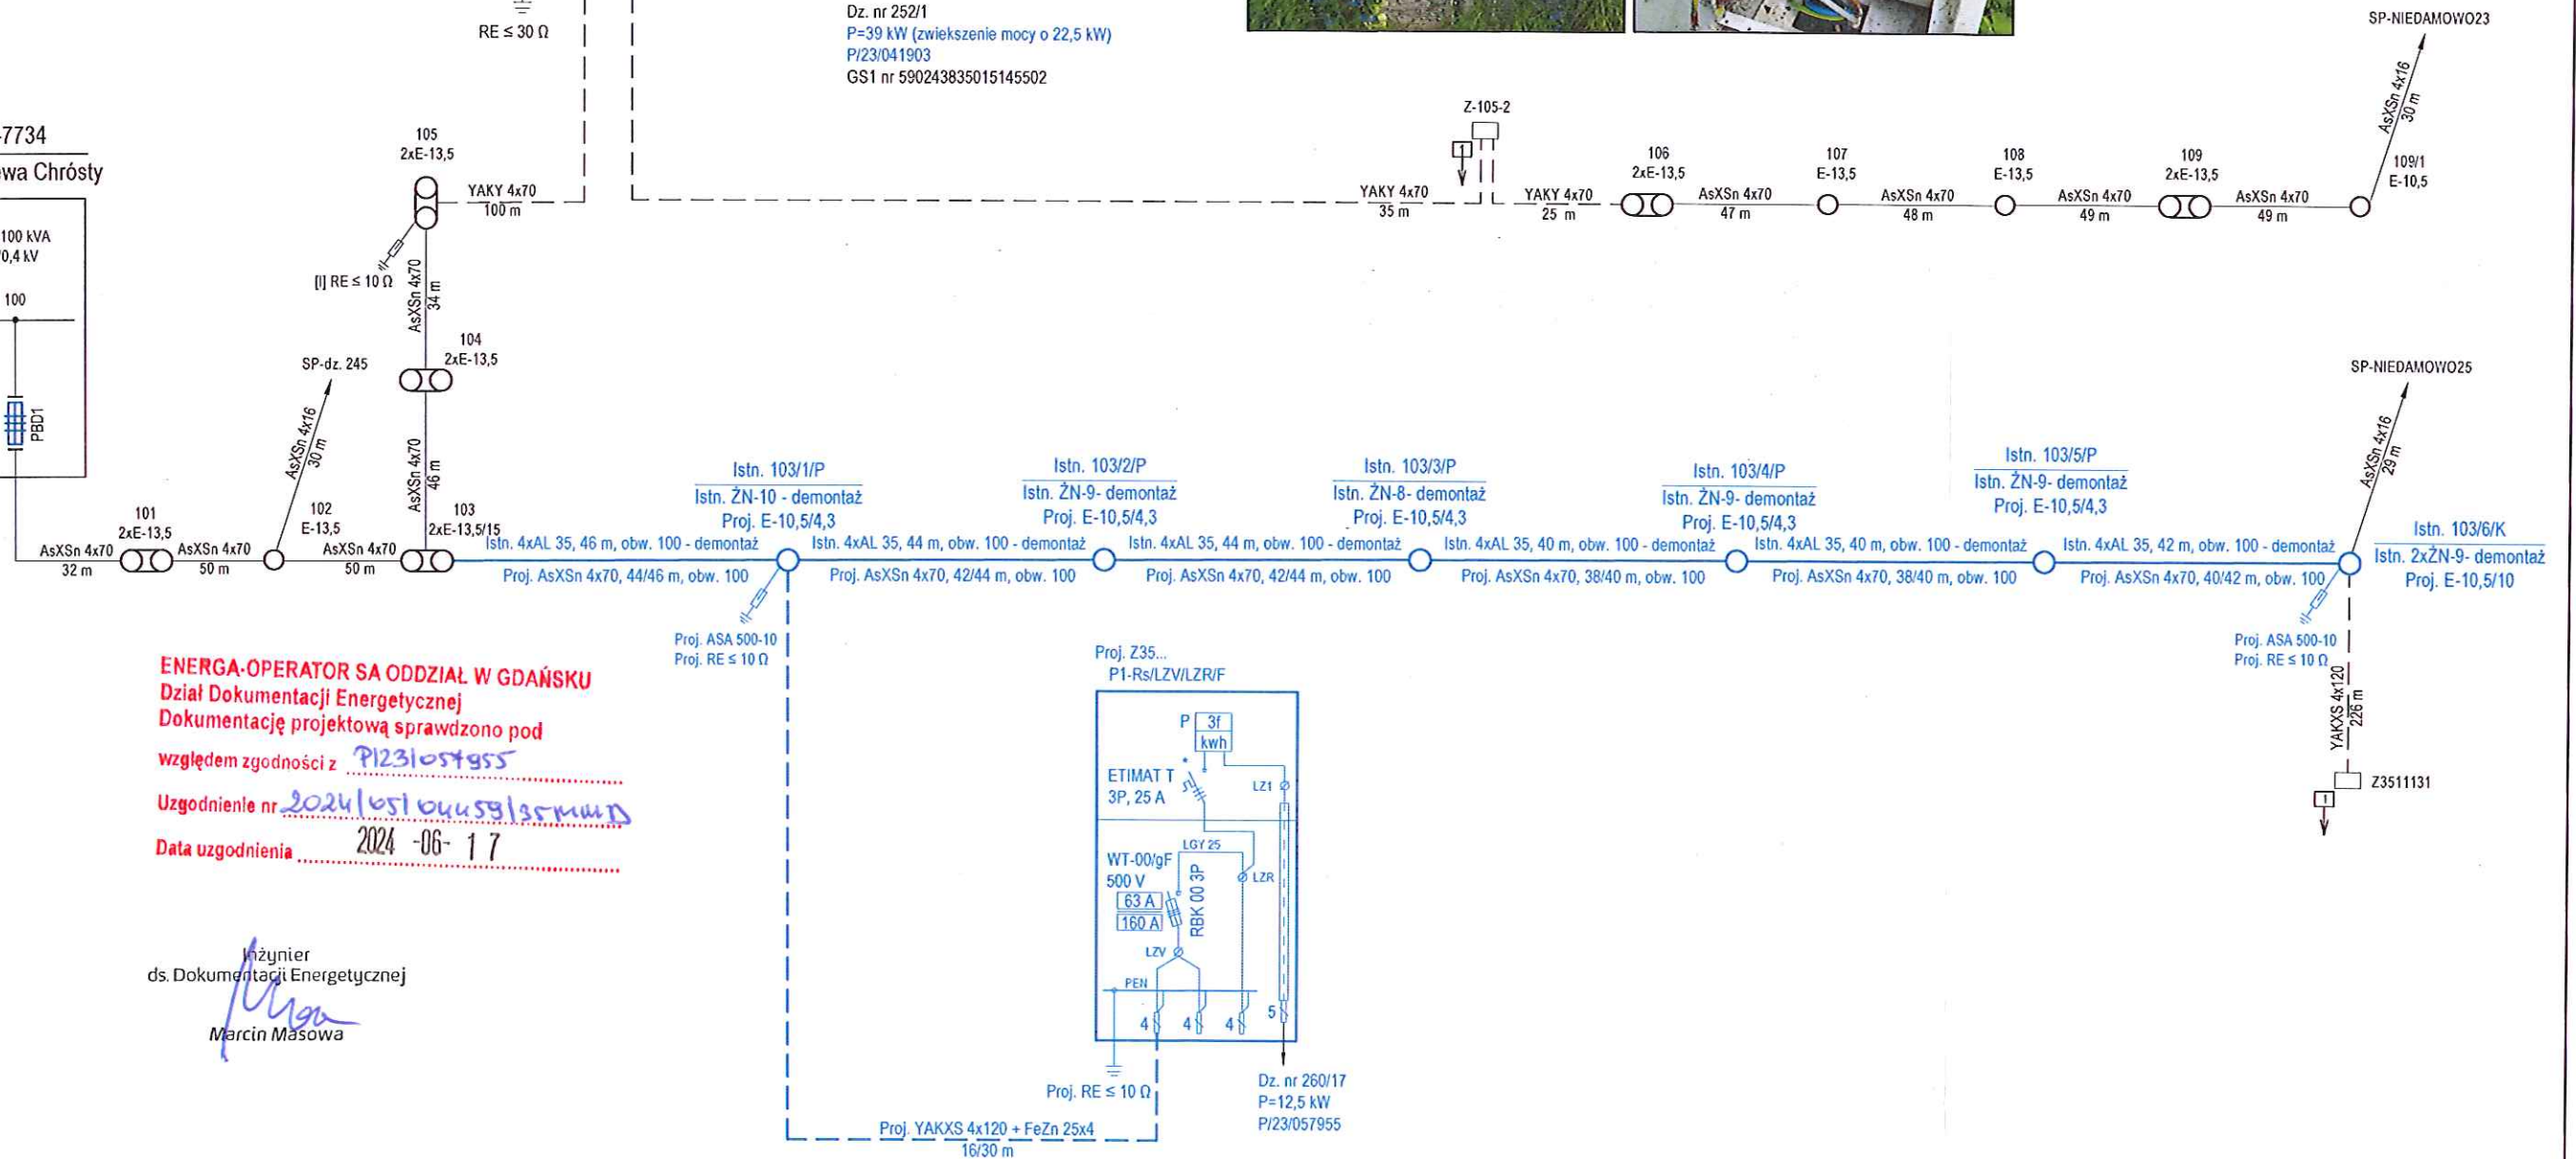 RE ≤ 30 Ω
Dz. nr 252/1
P=39 kW (zwiekszenie mocy o 22,5 kW)
P/23/041903
GS1 nr 590243835015145502
SP-NIEDAMOWO23
AsXSn 4x16
30 m
-7734
wa Chrósty
100 kVA
0,4 kV
100
PBD1
105
2xE-13,5
YAKY 4x70
100 m
[I] RE ≤ 10 Ω
AsXSn 4x70
34 m
104
2xE-13,5
AsXSn 4x70
46 m
YAKY 4x70
35 m
Z-105-2
1
YAKY 4x70
25 m
106
2xE-13,5
AsXSn 4x70
47 m
107
E-13,5
AsXSn 4x70
48 m
108
E-13,5
AsXSn 4x70
49 m
109
2xE-13,5
AsXSn 4x70
49 m
109/1
E-10,5
SP-dz. 245
AsXSn 4x16
30 m
AsXSn 4x70
32 m
101
2xE-13,5
AsXSn 4x70
50 m
102
E-13,5
AsXSn 4x70
50 m
103
2xE-13,5/15
Istn. 4xAL 35, 46 m, obw. 100 - demontaż
Proj. AsXSn 4x70, 44/46 m, obw. 100
Istn. 103/1/P
Istn. ŻN-10 - demontaż
Proj. E-10,5/4,3
Istn. 4xAL 35, 44 m, obw. 100 - demontaż
Proj. AsXSn 4x70, 42/44 m, obw. 100
Istn. 103/2/P
Istn. ŻN-9- demontaż
Proj. E-10,5/4,3
Istn. 4xAL 35, 44 m, obw. 100 - demontaż
Proj. AsXSn 4x70, 42/44 m, obw. 100
Istn. 103/3/P
Istn. ŻN-8- demontaż
Proj. E-10,5/4,3
Istn. 4xAL 35, 40 m, obw. 100 - demontaż
Proj. AsXSn 4x70, 38/40 m, obw. 100
Istn. 103/4/P
Istn. ŻN-9- demontaż
Proj. E-10,5/4,3
Istn. 4xAL 35, 40 m, obw. 100 - demontaż
Proj. AsXSn 4x70, 38/40 m, obw. 100
Istn. 103/5/P
Istn. ŻN-9- demontaż
Proj. E-10,5/4,3
Istn. 4xAL 35, 42 m, obw. 100 - demontaż
Proj. AsXSn 4x70, 40/42 m, obw. 100
SP-NIEDAMOWO25
AsXSn 4x16
29 m
Istn. 103/6/K
Istn. 2xŻN-9- demontaż
Proj. E-10,5/10
Proj. ASA 500-10
Proj. RE ≤ 10 Ω
Proj. ASA 500-10
Proj. RE ≤ 10 Ω
YAKXS 4x120
226 m
Z3511131
1
ENERGA-OPERATOR SA ODDZIAŁ W GDAŃSKU
Dział Dokumentacji Energetycznej
Dokumentację projektową sprawdzono pod
względem zgodności z P/23/057955
Uzgodnienie nr 2024/05/04459/35MMD
Data uzgodnienia 2024 -06- 17
Inżynier
ds. Dokumentacji Energetycznej
Marcin Masowa
Proj. Z35...
P1-Rs/LZV/LZR/F
P
3f
kwh
ETIMAT T
3P, 25 A
LZ1
LGY 25
WT-00/gF
500 V
63 A
160 A
RBK 00 3P
LZR
LZV
PEN
4
4
4
5
Proj. RE ≤ 10 Ω
Dz. nr 260/17
P=12,5 kW
P/23/057955
Proj. YAKXS 4x120 + FeZn 25x4
16/30 m